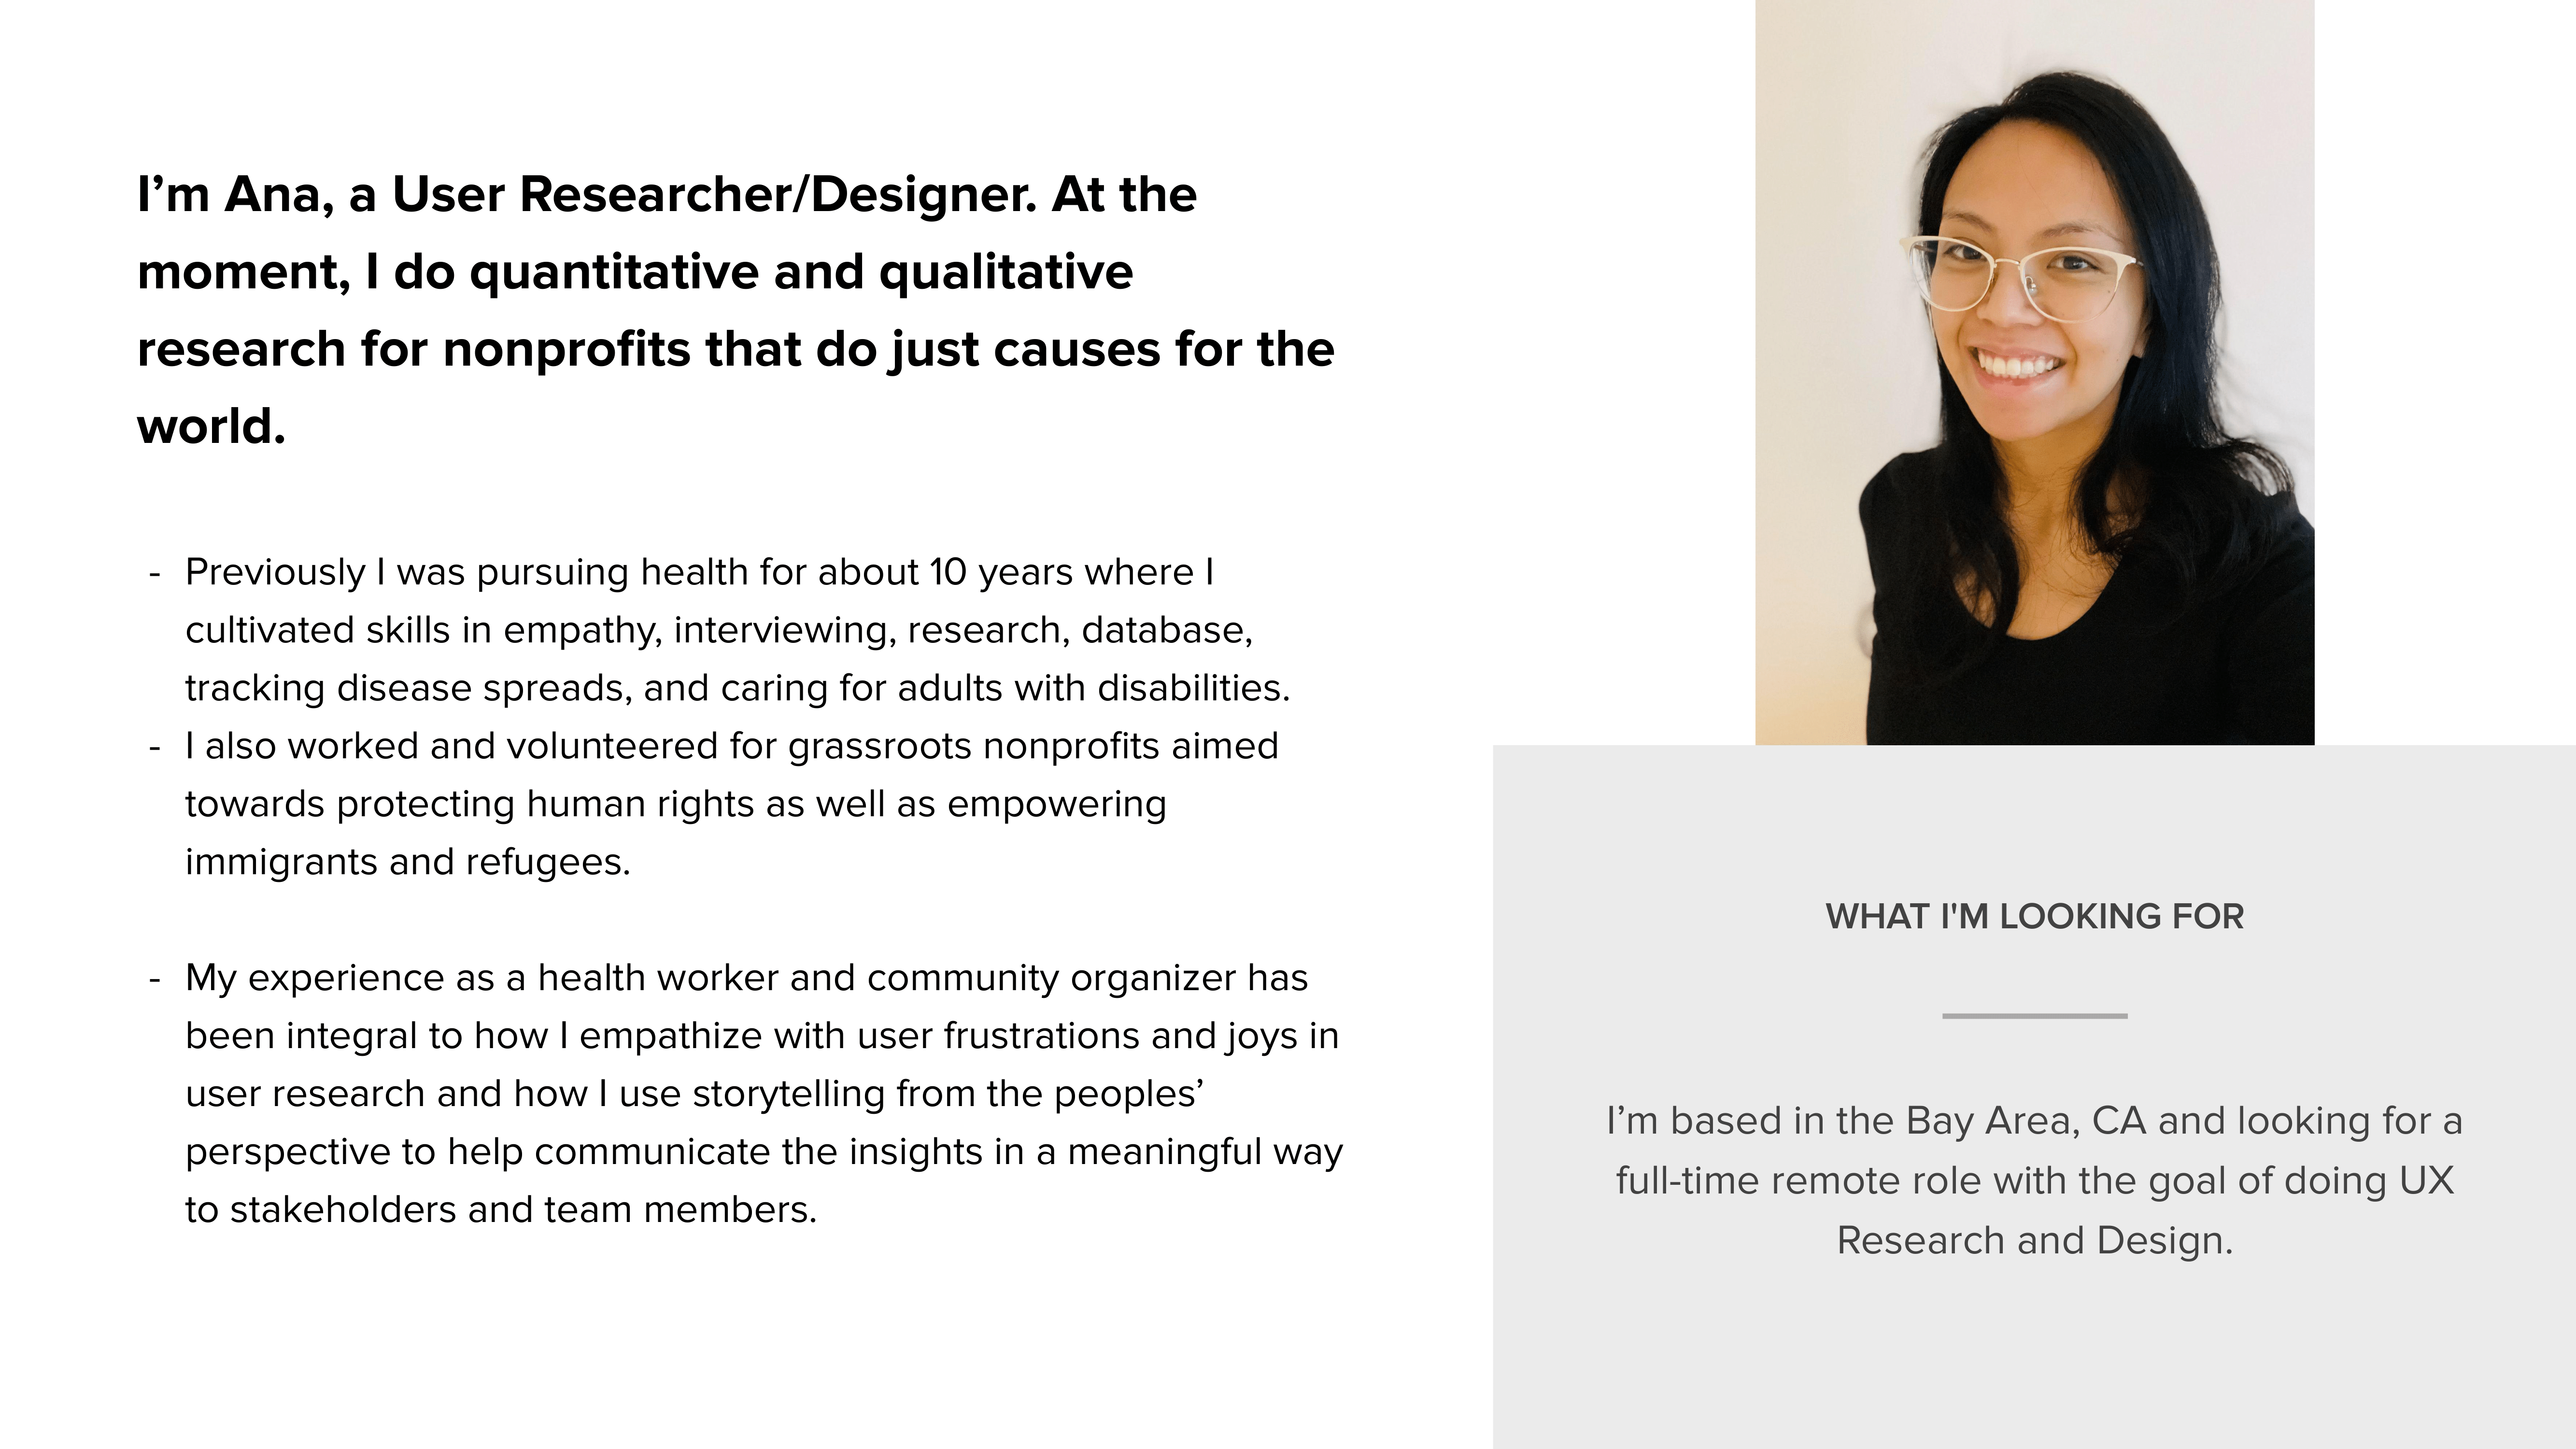 I’m Ana, a User Researcher/Designer. At the
moment, I do quantitative and qualitative
research for nonprofits that do just causes for the
world.
- Previously I was pursuing health for about 10 years where I
cultivated skills in empathy, interviewing, research, database,
tracking disease spreads, and caring for adults with disabilities.
- I also worked and volunteered for grassroots nonprofits aimed
towards protecting human rights as well as empowering
immigrants and refugees.
- My experience as a health worker and community organizer has
been integral to how I empathize with user frustrations and joys in
user research and how I use storytelling from the peoples’
perspective to help communicate the insights in a meaningful way
to stakeholders and team members.
WHAT I'M LOOKING FOR
I’m based in the Bay Area, CA and looking for a
full-time remote role with the goal of doing UX
Research and Design.